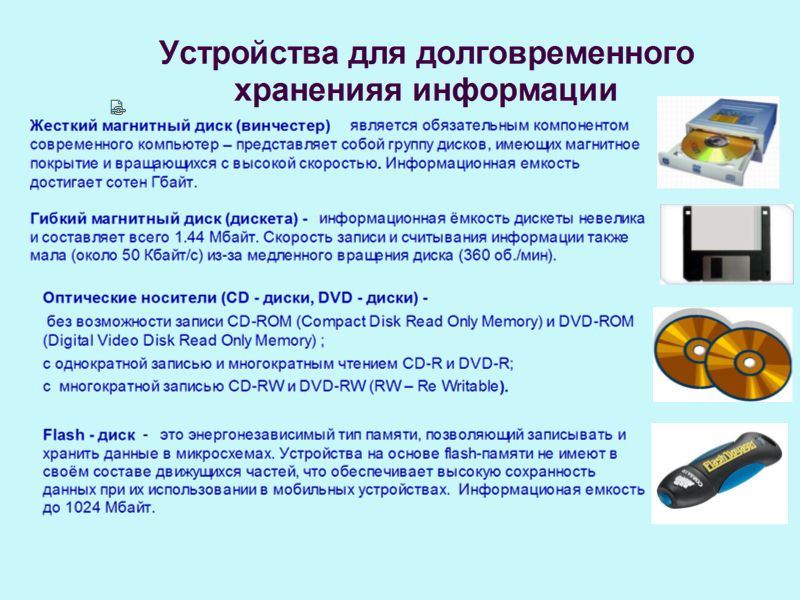 Устройства для долговременного
храненияя информации
Жесткий магнитный диск (винчестер) является обязательным компонентом
современного компьютер – представляет собой группу дисков, имеющих магнитное
покрытие и вращающихся с высокой скоростью. Информационная емкость
достигает сотен Гбайт.
Гибкий магнитный диск (дискета) - информационная ёмкость дискеты невелика
и составляет всего 1.44 Мбайт. Скорость записи и считывания информации также
мала (около 50 Кбайт/с) из-за медленного вращения диска (360 об./мин).
Оптические носители (CD - диски, DVD - диски) -
без возможности записи CD-ROM (Compact Disk Read Only Memory) и DVD-ROM
(Digital Video Disk Read Only Memory) ;
с однократной записью и многократным чтением CD-R и DVD-R;
с многократной записью CD-RW и DVD-RW (RW – Re Writable).
Flash - диск - это энергонезависимый тип памяти, позволяющий записывать и
хранить данные в микросхемах. Устройства на основе flash-памяти не имеют в
своём составе движущихся частей, что обеспечивает высокую сохранность
данных при их использовании в мобильных устройствах. Информационая емкость
до 1024 Мбайт.
Flash Voyager
CORSAIR